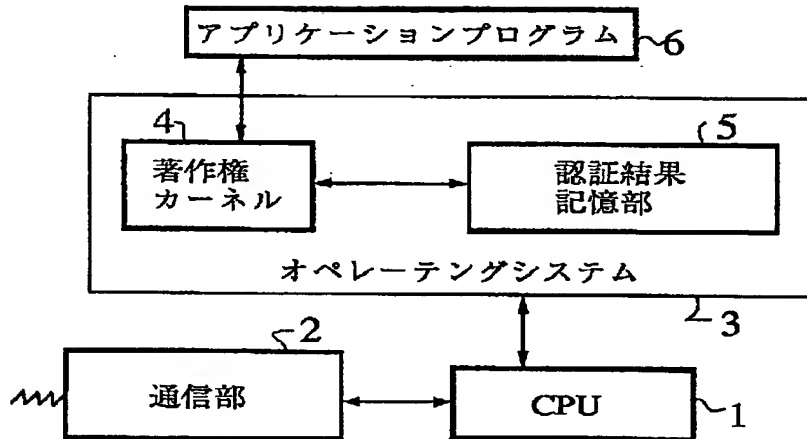 アプリケーションプログラム
6
4
著作権
カーネル
5
認証結果
記憶部
オペレーテングシステム
3
2
通信部
CPU
1